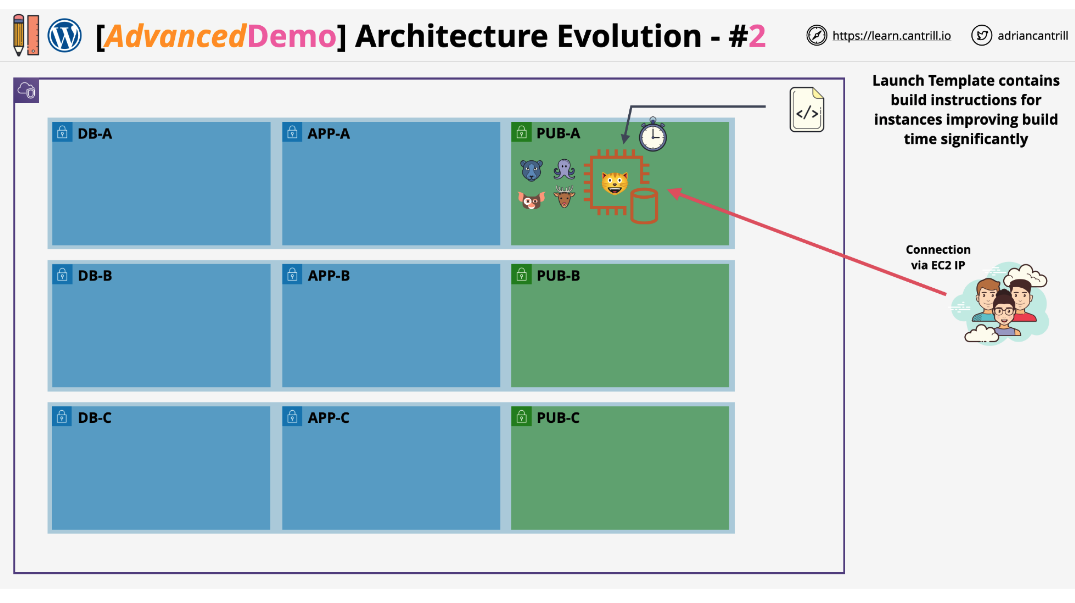 [AdvancedDemo] Architecture Evolution - #2
https://learn.cantrill.io
adriancantrill
Launch Template contains
build instructions for
instances improving build
time significantly
DB-A
APP-A
PUB-A
</>
Connection
via EC2 IP
DB-B
APP-B
PUB-B
DB-C
APP-C
PUB-C